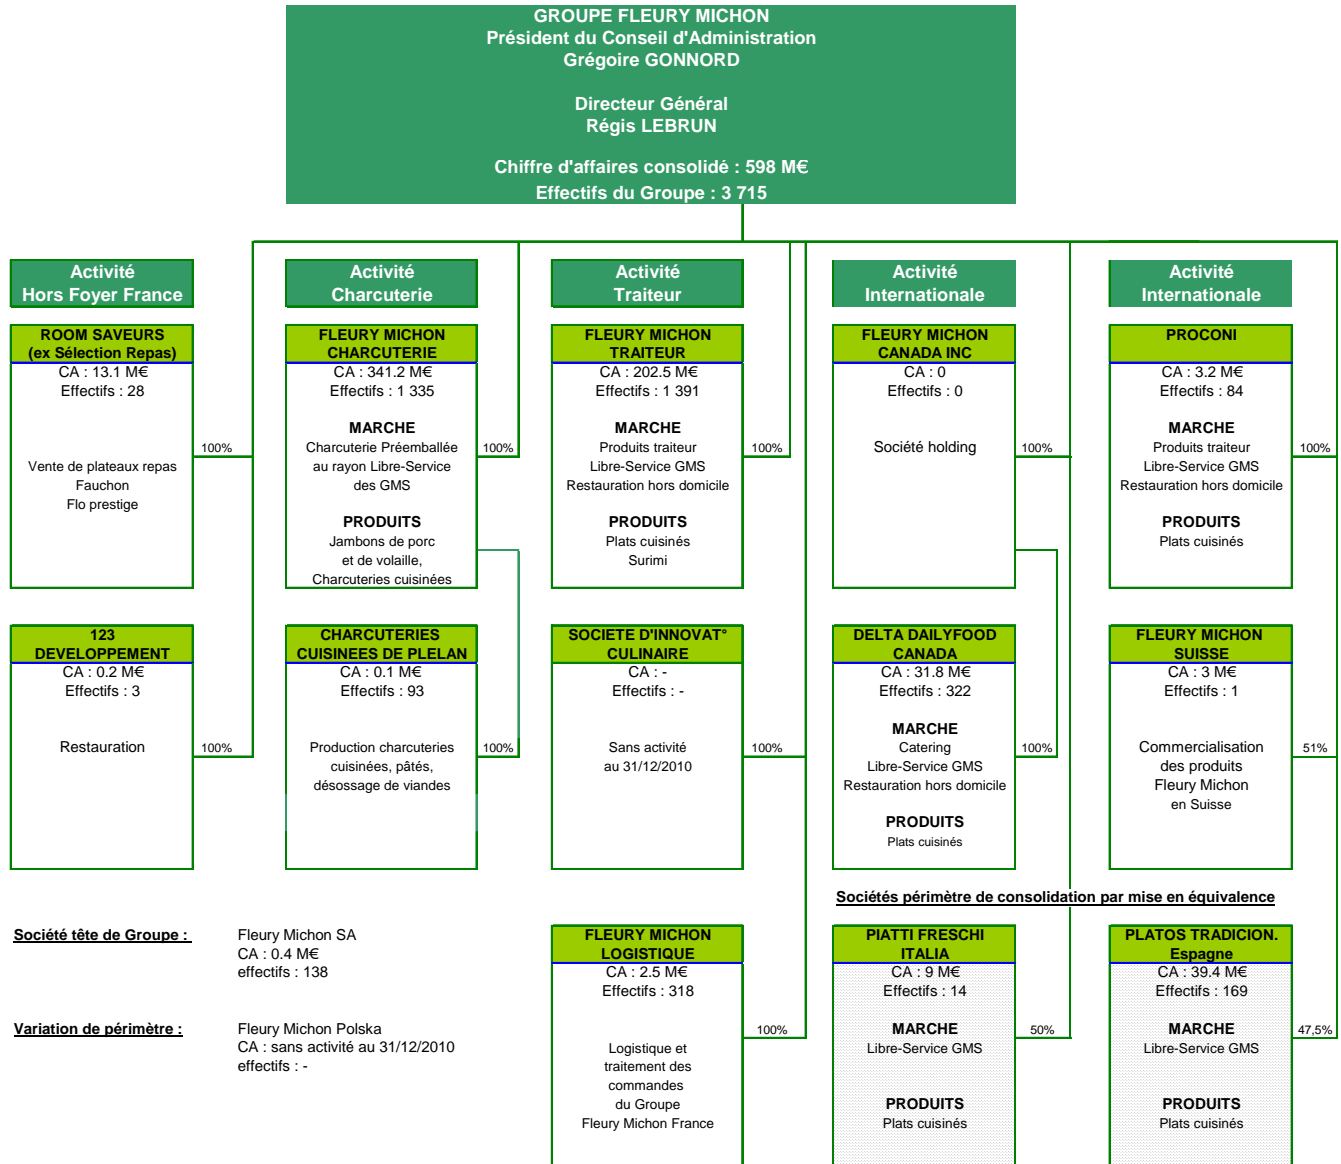 GROUPE FLEURY MICHON
Président du Conseil d'Administration
Grégoire GONNORD
Directeur Général
Régis LEBRUN
Chiffre d'affaires consolidé : 598 M€
Effectifs du Groupe : 3 715
Activité
Hors Foyer France
ROOM SAVEURS
(ex Sélection Repas)
CA : 13.1 M€
Effectifs : 28
Vente de plateaux repas
Fauchon
Flo prestige
100%
123
DEVELOPPEMENT
CA : 0.2 M€
Effectifs : 3
Restauration
100%
Activité
Charcuterie
FLEURY MICHON
CHARCUTERIE
CA : 341.2 M€
Effectifs : 1 335
MARCHE
Charcuterie Préemballée
au rayon Libre-Service
des GMS
PRODUITS
Jambons de porc
et de volaille,
Charcuteries cuisinées
100%
CHARCUTERIES
CUISINEES DE PLELAN
CA : 0.1 M€
Effectifs : 93
Production charcuteries
cuisinées, pâtés,
désossage de viandes
100%
Activité
Traiteur
FLEURY MICHON
TRAITEUR
CA : 202.5 M€
Effectifs : 1 391
MARCHE
Produits traiteur
Libre-Service GMS
Restauration hors domicile
PRODUITS
Plats cuisinés
Surimi
100%
SOCIETE D'INNOVAT°
CULINAIRE
CA : -
Effectifs : -
Sans activité
au 31/12/2010
100%
FLEURY MICHON
LOGISTIQUE
CA : 2.5 M€
Effectifs : 318
Logistique et
traitement des
commandes
du Groupe
Fleury Michon France
100%
Activité
Internationale
FLEURY MICHON
CANADA INC
CA : 0
Effectifs : 0
Société holding
100%
DELTA DAILYFOOD
CANADA
CA : 31.8 M€
Effectifs : 322
MARCHE
Catering
Libre-Service GMS
Restauration hors domicile
PRODUITS
Plats cuisinés
100%
Activité
Internationale
PROCONI
CA : 3.2 M€
Effectifs : 84
MARCHE
Produits traiteur
Libre-Service GMS
Restauration hors domicile
PRODUITS
Plats cuisinés
100%
FLEURY MICHON
SUISSE
CA : 3 M€
Effectifs : 1
Commercialisation
des produits
Fleury Michon
en Suisse
51%
Sociétés périmètre de consolidation par mise en équivalence
PIATTI FRESCHI
ITALIA
CA : 9 M€
Effectifs : 14
MARCHE
Libre-Service GMS
PRODUITS
Plats cuisinés
50%
PLATOS TRADICION.
Espagne
CA : 39.4 M€
Effectifs : 169
MARCHE
Libre-Service GMS
PRODUITS
Plats cuisinés
47,5%
Société tête de Groupe :
Fleury Michon SA
CA : 0.4 M€
effectifs : 138
Variation de périmètre :
Fleury Michon Polska
CA : sans activité au 31/12/2010
effectifs : -